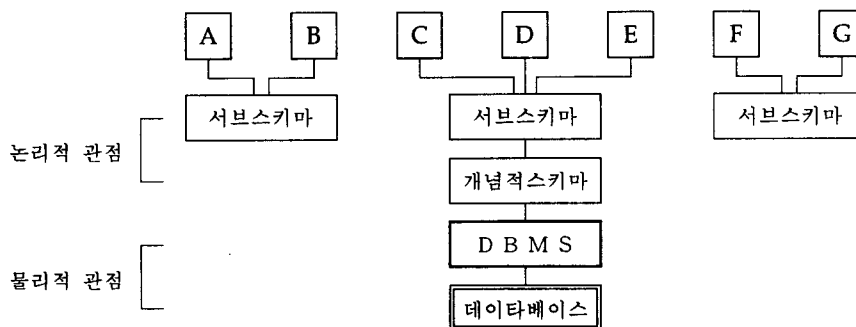 A B C D E F G
서브스키마 서브스키마 서브스키마
논리적 관점
개념적스키마
D B M S
물리적 관점
데이타베이스